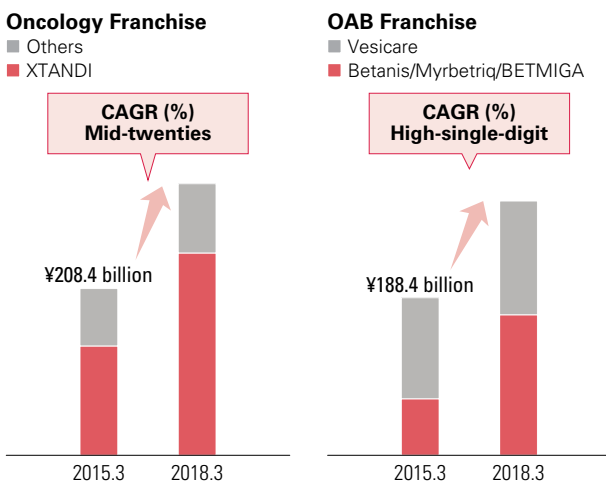 Oncology Franchise
Others
XTANDI
CAGR (%)
Mid-twenties
¥208.4 billion
2015.3
2018.3
OAB Franchise
Vesicare
Betanis/Myrbetriq/BETMIGA
CAGR (%)
High-single-digit
¥188.4 billion
2015.3
2018.3